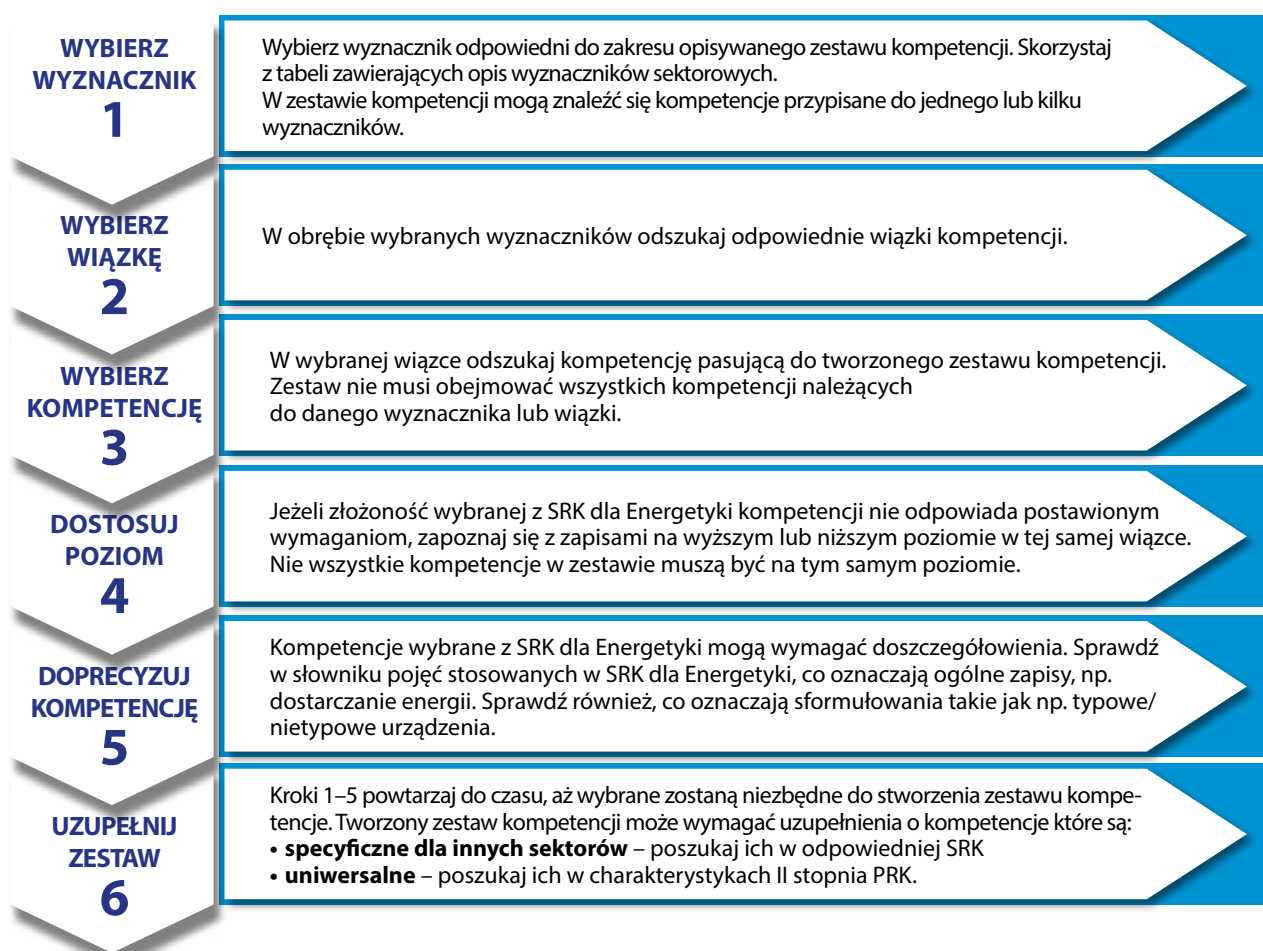 WYBIERZ
WYZNACZNIK
1
Wybierz wyznacznik odpowiedni do zakresu opisywanego zestawu kompetencji. Skorzystaj
z tabeli zawierających opis wyznaczników sektorowych.
W zestawie kompetencji mogą znaleźć się kompetencje przypisane do jednego lub kilku
wyznaczników.
WYBIERZ
WIĄZKĘ
2
W obrębie wybranych wyznaczników odszukaj odpowiednie wiązki kompetencji.
WYBIERZ
KOMPETENCJĘ
3
W wybranej wiązce odszukaj kompetencję pasującą do tworzonego zestawu kompetencji.
Zestaw nie musi obejmować wszystkich kompetencji należących
do danego wyznacznika lub wiązki.
DOSTOSUJ
POZIOM
4
Jeżeli złożoność wybranej z SRK dla Energetyki kompetencji nie odpowiada postawionym
wymaganiom, zapoznaj się z zapisami na wyższym lub niższym poziomie w tej samej wiązce.
Nie wszystkie kompetencje w zestawie muszą być na tym samym poziomie.
DOPRECYZUJ
KOMPETENCJĘ
5
Kompetencje wybrane z SRK dla Energetyki mogą wymagać doszczegółowienia. Sprawdź
w słowniku pojęć stosowanych w SRK dla Energetyki, co oznaczają ogólne zapisy, np.
dostarczanie energii. Sprawdź również, co oznaczają sformułowania takie jak np. typowe/
nietypowe urządzenia.
UZUPEŁNIJ
ZESTAW
6
Kroki 1–5 powtarzaj do czasu, aż wybrane zostaną niezbędne do stworzenia zestawu kompe-
tencje. Tworzony zestaw kompetencji może wymagać uzupełnienia o kompetencje które są:
• specyficzne dla innych sektorów – poszukaj ich w odpowiedniej SRK
• uniwersalne – poszukaj ich w charakterystykach II stopnia PRK.